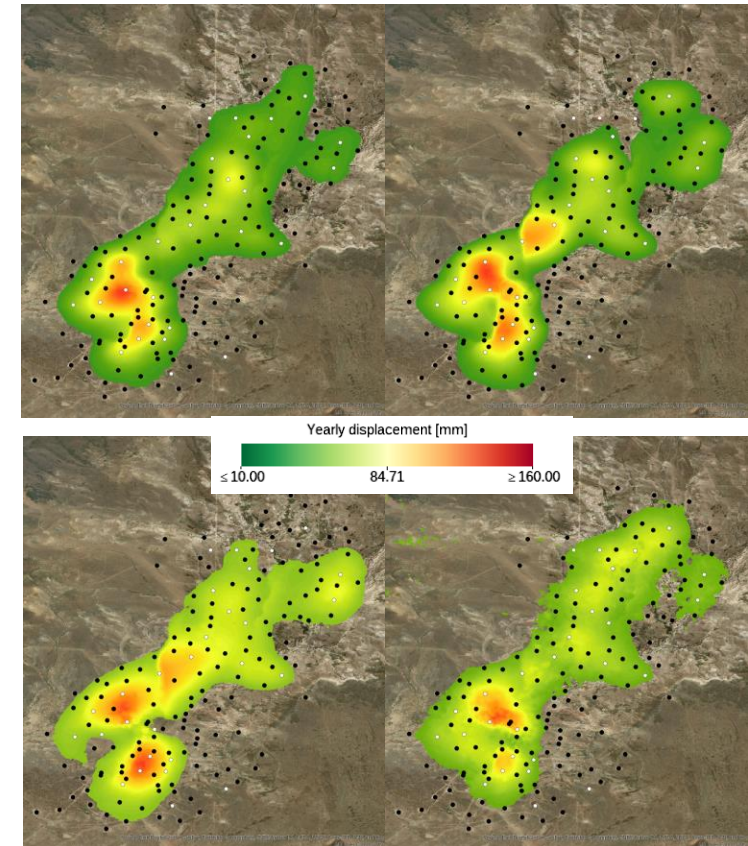 Yearly displacement [mm]
≤ 10.00 84.71 ≥ 160.00